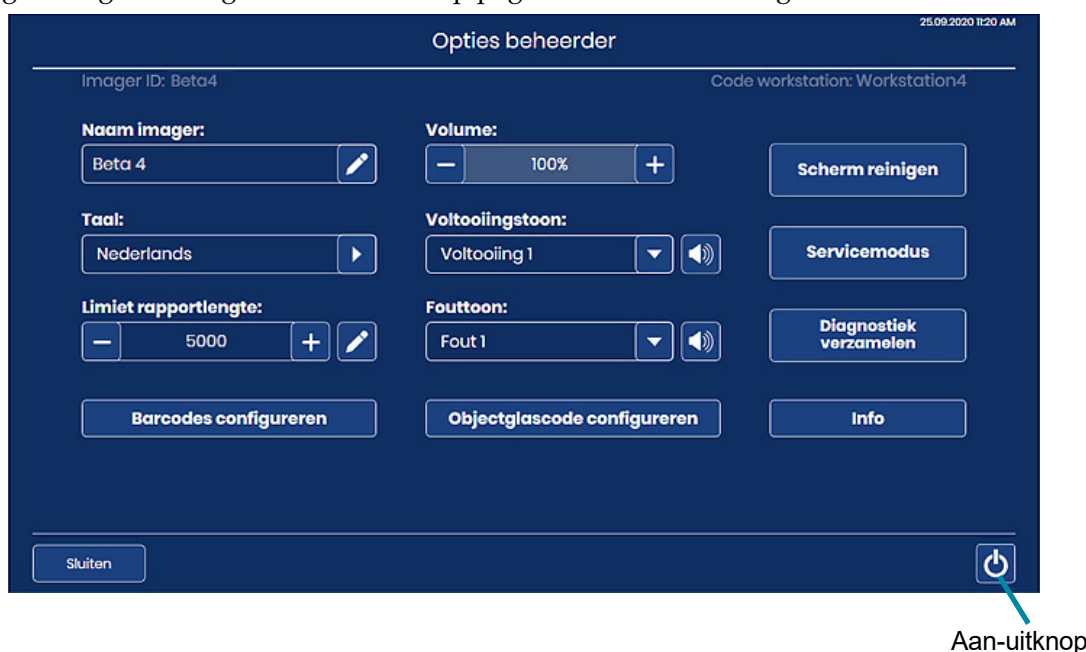 25.09.2020 11:20 AM
Opties beheerder
Imager ID: Beta4
Code workstation: Workstation4
Naam imager:
Beta 4
Volume:
100%
Scherm reinigen
Taal:
Nederlands
Voltooiingstoon:
Voltooiing 1
Servicemodus
Limiet rapportlengte:
5000
Fouttoon:
Fout 1
Diagnostiek
verzamelen
Barcodes configureren
Objectglascode configureren
Info
Sluiten
Aan-uitknop